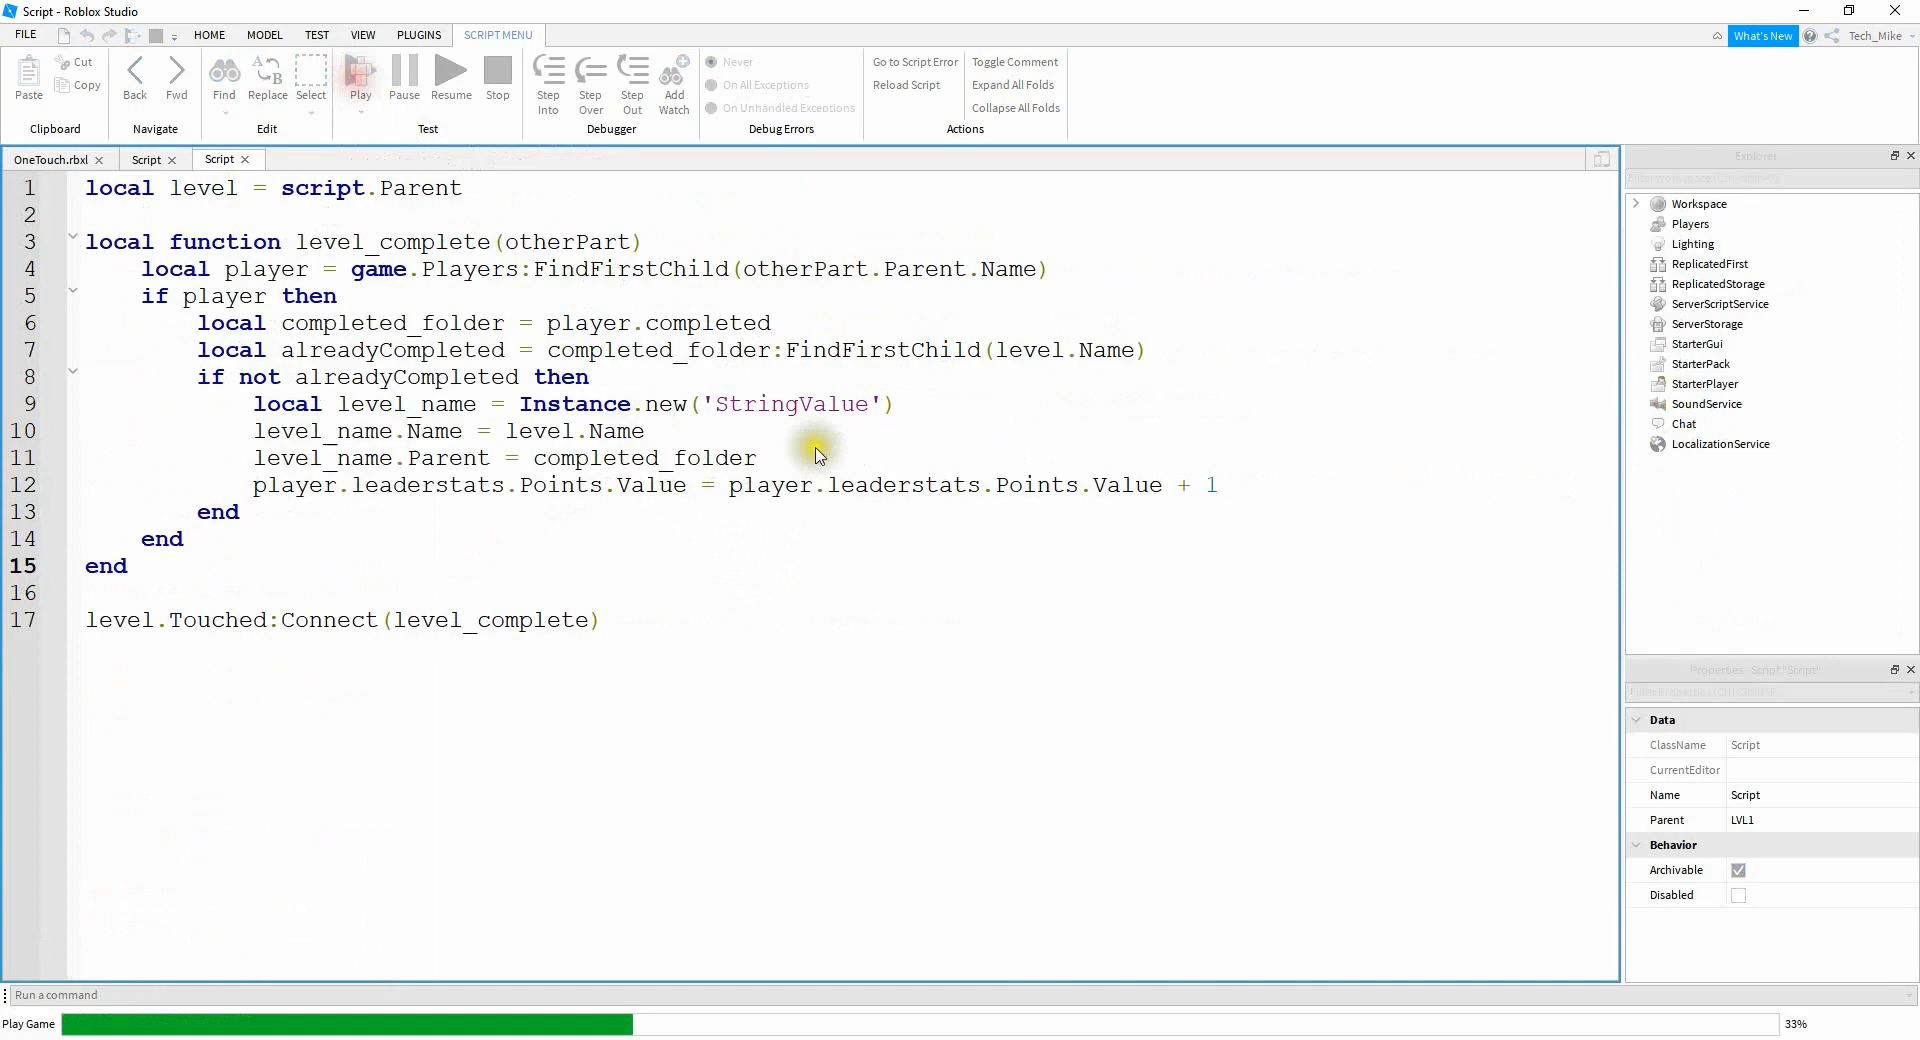 Script - Roblox Studio
FILE HOME MODEL TEST VIEW PLUGINS SCRIPT MENU What's New Tech_Mike
Paste Cut Copy Back Fwd Find Replace Select Play Pause Resume Stop Step Into Step Over Step Out Add Watch
Never
On All Exceptions
On Unhandled Exceptions
Go to Script Error
Reload Script
Toggle Comment
Expand All Folds
Collapse All Folds
Clipboard Navigate Edit Test Debugger Debug Errors Actions
OneTouch.rbxl Script Script
1 local level = script.Parent
2
3 local function level_complete(otherPart)
4 local player = game.Players:FindFirstChild(otherPart.Parent.Name)
5 if player then
6 local completed_folder = player.completed
7 local alreadyCompleted = completed_folder:FindFirstChild(level.Name)
8 if not alreadyCompleted then
9 local level_name = Instance.new('StringValue')
10 level_name.Name = level.Name
11 level_name.Parent = completed_folder
12 player.leaderstats.Points.Value = player.leaderstats.Points.Value + 1
13 end
14 end
15 end
16
17 level.Touched:Connect(level_complete)
Explorer
Workspace
Players
Lighting
ReplicatedFirst
ReplicatedStorage
ServerScriptService
ServerStorage
StarterGui
StarterPack
StarterPlayer
SoundService
Chat
LocalizationService
Properties - Script "Script"
Data
ClassName Script
CurrentEditor
Name Script
Parent LVL1
Behavior
Archivable
Disabled
Run a command
Play Game 33%